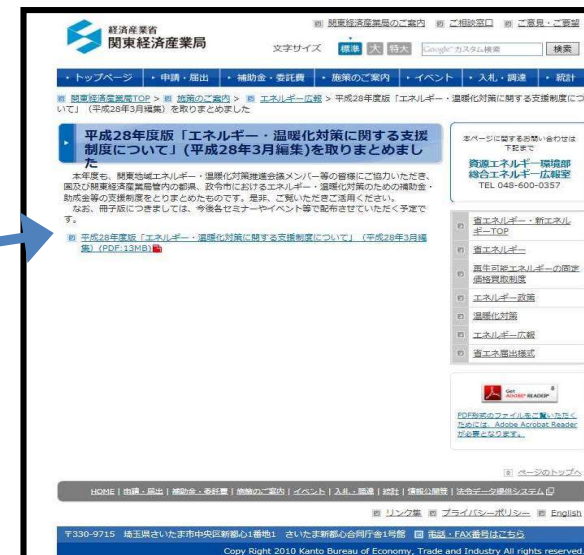 経済産業省
関東経済産業局
関東経済産業局のご案内 ご相談窓口 ご意見・ご要望
文字サイズ 標準 大 特大 Google カスタム検索 検索
・トップページ ・申請・届出 ・補助金・委託費 ・施策のご案内 ・イベント ・入札・調達 ・統計
関東経済産業局TOP > 施策のご案内 > エネルギー広報 > 平成28年度版「エネルギー・温暖化対策に関する支援制度につ
いて」(平成28年3月編集)を取りまとめました
平成28年度版「エネルギー・温暖化対策に関する支援
制度について」(平成28年3月編集)を取りまとめまし
た
本年度も、関東地域エネルギー・温暖化対策推進会議メンバー等の皆様にご協力いただき、
国及び関東経済産業局管内の都県、政令市におけるエネルギー・温暖化対策のための補助金・
助成金等の支援制度をとりまとめたものです。是非、ご覧いただきご活用ください。
なお、冊子版につきましては、今後各セミナーやイベント等で配布させていただく予定で
す。
平成28年度版「エネルギー・温暖化対策に関する支援制度について」(平成28年3月編
集)(PDF:13MB)
本ページに関するお問い合わせは
下記まで
資源エネルギー環境部
総合エネルギー広報室
TEL 048-600-0357
省エネルギー・新エネル
ギーTOP
省エネルギー
再生可能エネルギーの固定
価格買取制度
エネルギー政策
温暖化対策
エネルギー広報
省エネ届出様式
Get
ADOBE® READER®
PDF形式のファイルをご覧いただく
ためには、Adobe Acrobat Reader
が必要となります。
ページのトップへ
HOME | 申請・届出 | 補助金・委託費 | 施策のご案内 | イベント | 入札・調達 | 統計 | 情報公開等 | 法令データ提供システム
リンク集 プライバシーポリシー English
〒330-9715 埼玉県さいたま市中央区新都心1番地1 さいたま新都心合同庁舎1号館 電話・FAX番号はこちら
Copy Right 2010 Kanto Bureau of Economy, Trade and Industry All rights reserved.